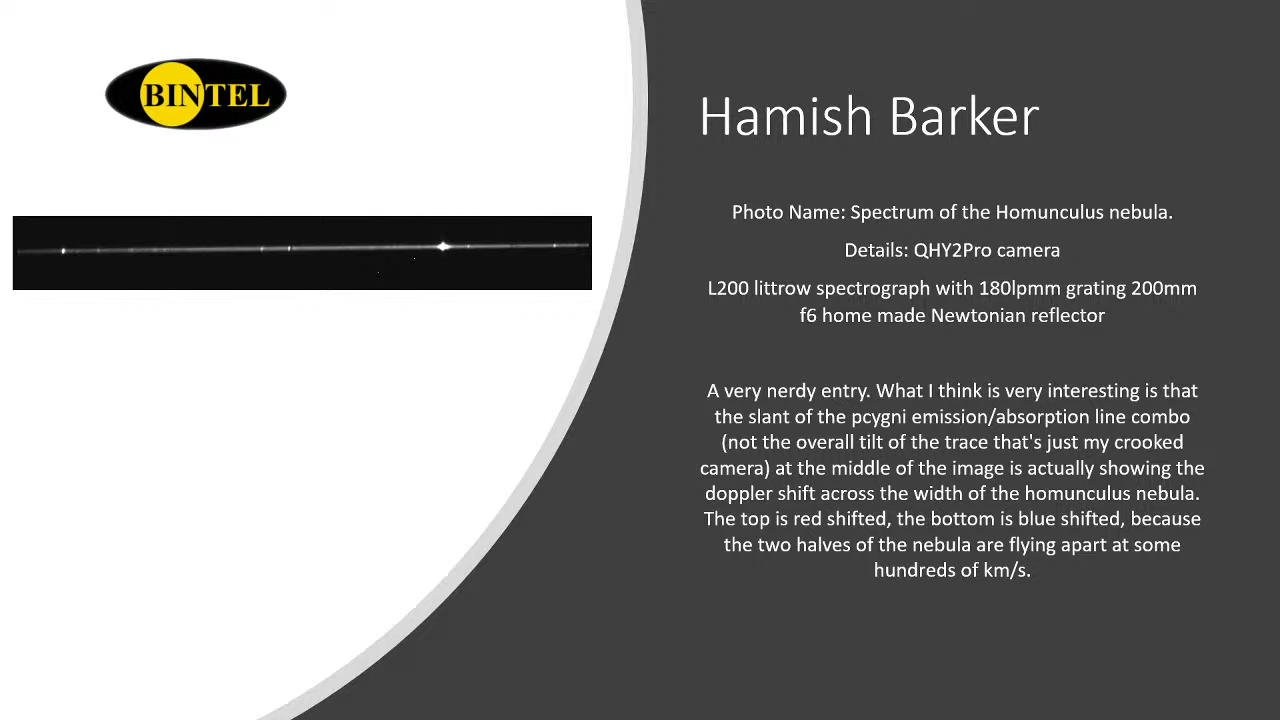 BINTEL
Hamish Barker
Photo Name: Spectrum of the Homunculus nebula.
Details: QHY2Pro camera
L200 littrow spectrograph with 180lpmm grating 200mm
f6 home made Newtonian reflector
A very nerdy entry. What I think is very interesting is that
the slant of the pcygni emission/absorption line combo
(not the overall tilt of the trace that's just my crooked
camera) at the middle of the image is actually showing the
doppler shift across the width of the homunculus nebula.
The top is red shifted, the bottom is blue shifted, because
the two halves of the nebula are flying apart at some
hundreds of km/s.